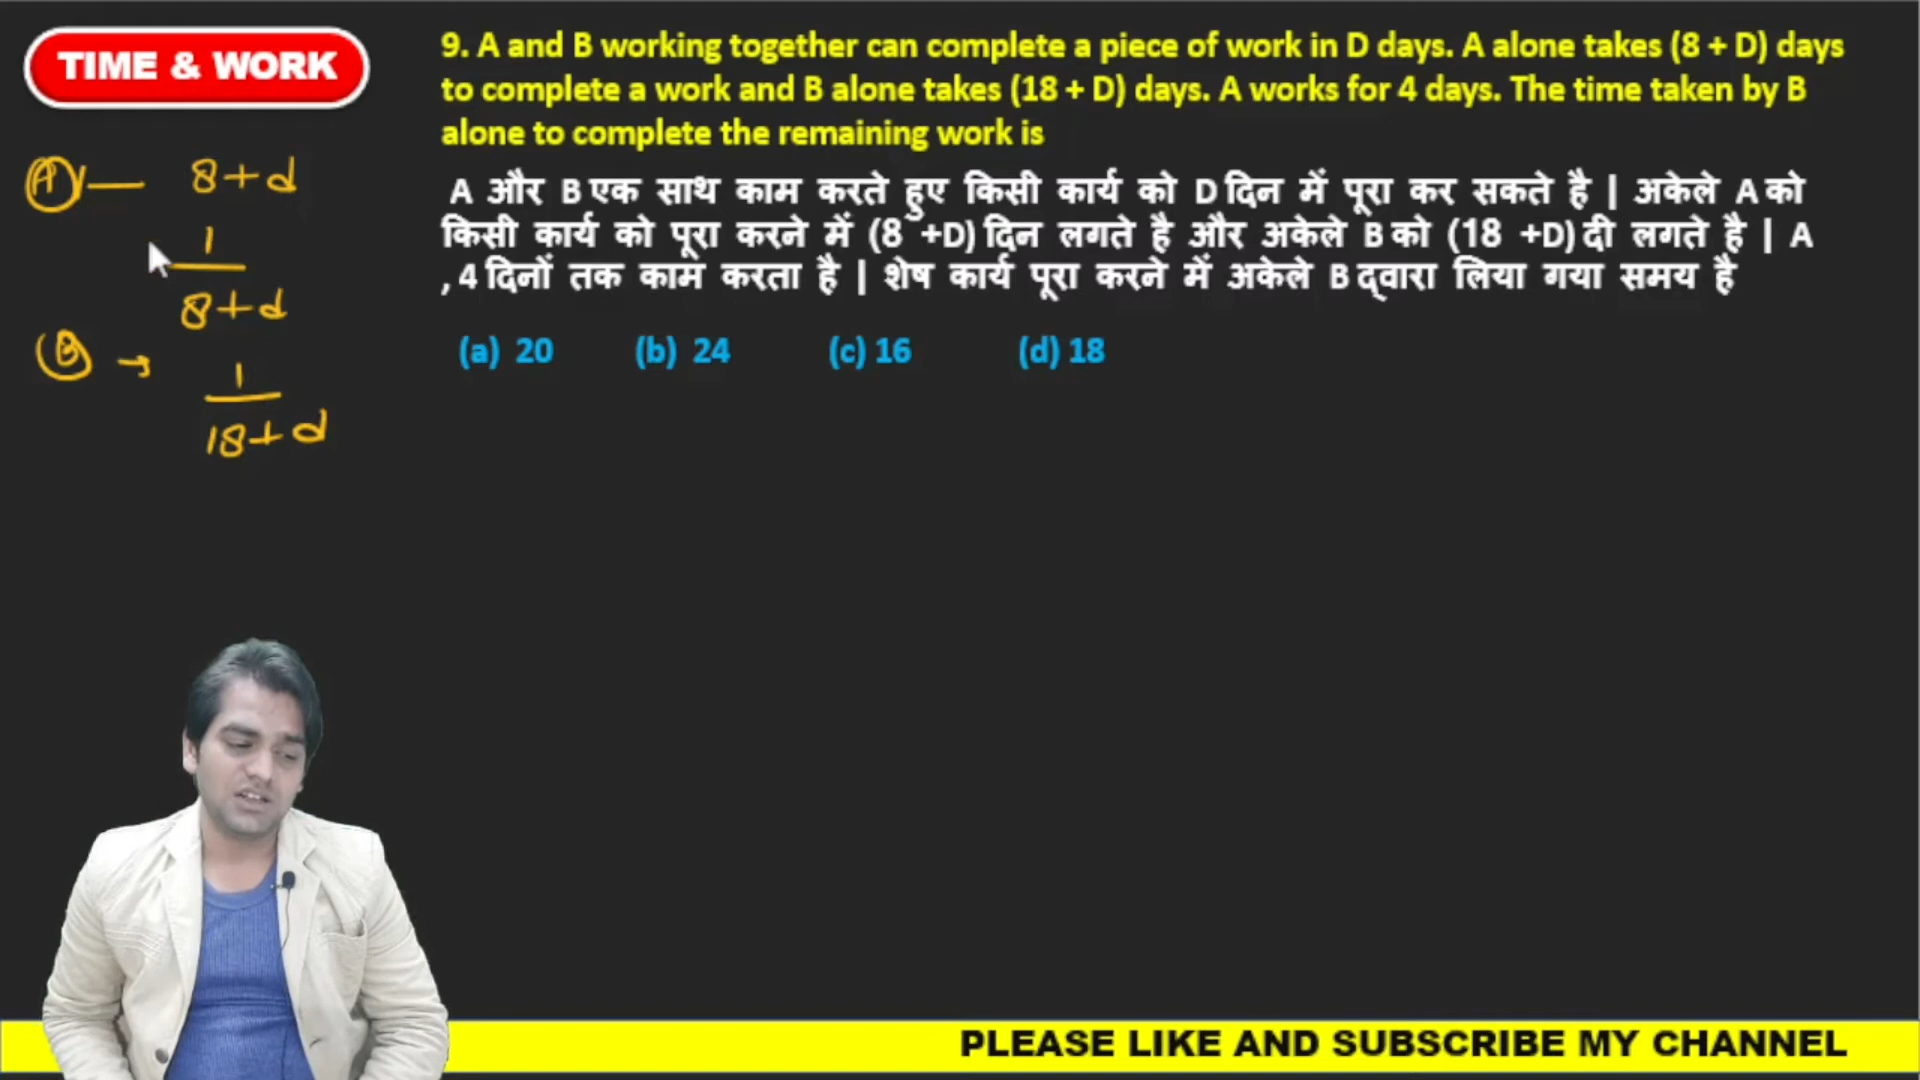 TIME & WORK
9. A and B working together can complete a piece of work in D days. A alone takes (8 + D) days
to complete a work and B alone takes (18 + D) days. A works for 4 days. The time taken by B
alone to complete the remaining work is
A और B एक साथ काम करते हुए किसी कार्य को D दिन में पूरा कर सकते है | अकेले A को
किसी कार्य को पूरा करने में (8 +D) दिन लगते है और अकेले B को (18 +D) दी लगते है | A
, 4 दिनों तक काम करता है | शेष कार्य पूरा करने में अकेले B द्वारा लिया गया समय है
(a) 20 (b) 24 (c) 16 (d) 18
A — 8+d
1
8+d
B → 1
18+d
PLEASE LIKE AND SUBSCRIBE MY CHANNEL